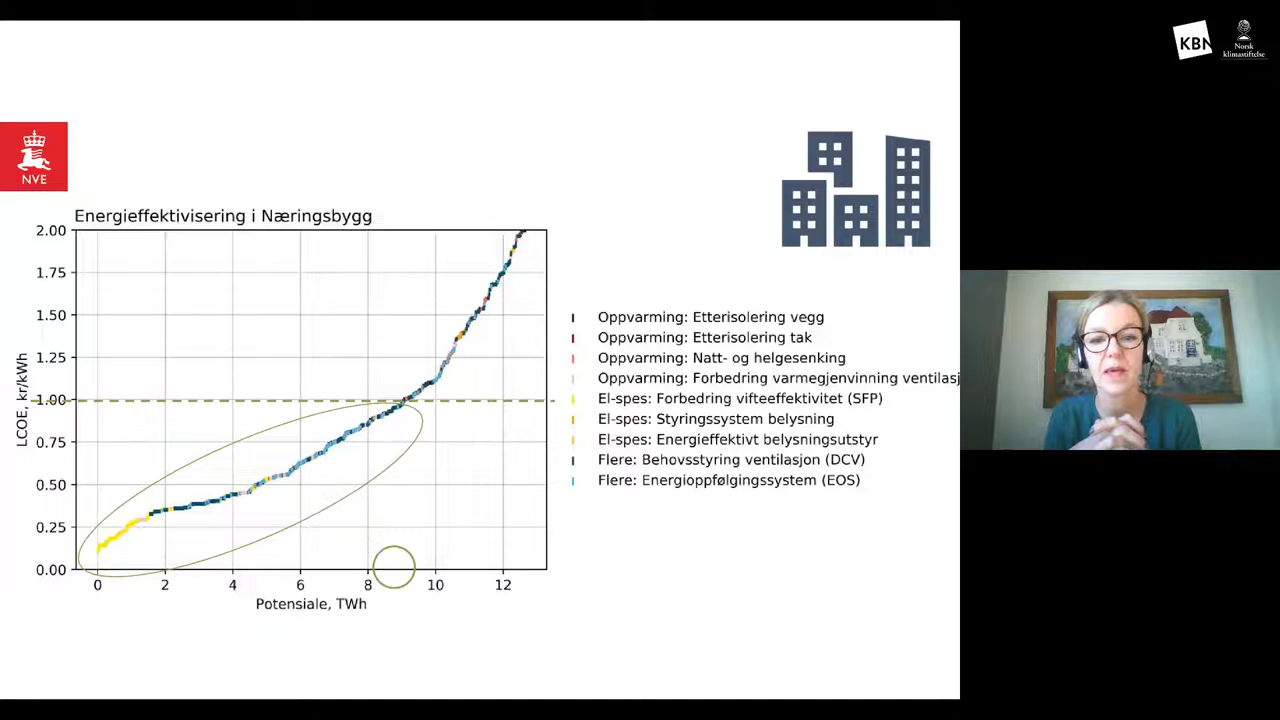 KBN
Norsk
klimastiftelse
NVE
Energieffektivisering i Næringsbygg
2.00
1.75
1.50
1.25
1.00
0.75
0.50
0.25
0.00
LCOE, kr/kWh
0 2 4 6 8 10 12
Potensiale, TWh
Oppvarming: Etterisolering vegg
Oppvarming: Etterisolering tak
Oppvarming: Natt- og helgesenking
Oppvarming: Forbedring varmegjenvinning ventilasj
El-spes: Forbedring vifteeffektivitet (SFP)
El-spes: Styringssystem belysning
El-spes: Energieffektivt belysningsutstyr
Flere: Behovsstyring ventilasjon (DCV)
Flere: Energioppfølgingssystem (EOS)